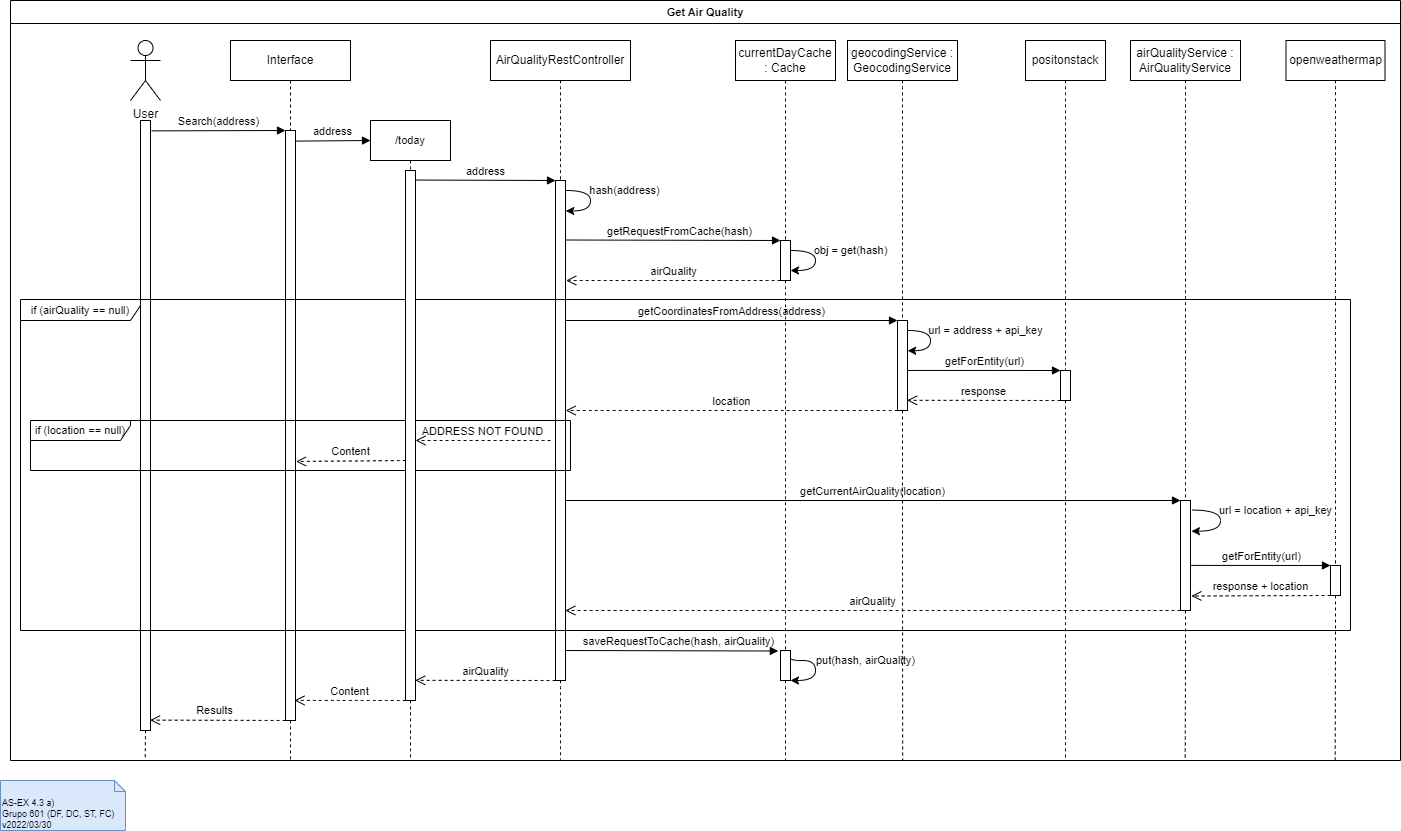 Get Air Quality
User
Interface
AirQualityRestController
currentDayCache
: Cache
geocodingService :
GeocodingService
positonstack
airQualityService :
AirQualityService
openweathermap
Search(address)
address
/today
address
hash(address)
getRequestFromCache(hash)
obj = get(hash)
airQuality
if (airQuality == null)
getCoordinatesFromAddress(address)
url = address + api_key
getForEntity(url)
response
location
if (location == null)
ADDRESS NOT FOUND
Content
getCurrentAirQuality(location)
url = location + api_key
getForEntity(url)
response + location
airQuality
saveRequestToCache(hash, airQuality)
put(hash, airQuality)
airQuality
Content
Results
AS-EX 4.3 a)
Grupo 601 (DF, DC, ST, FC)
v2022/03/30